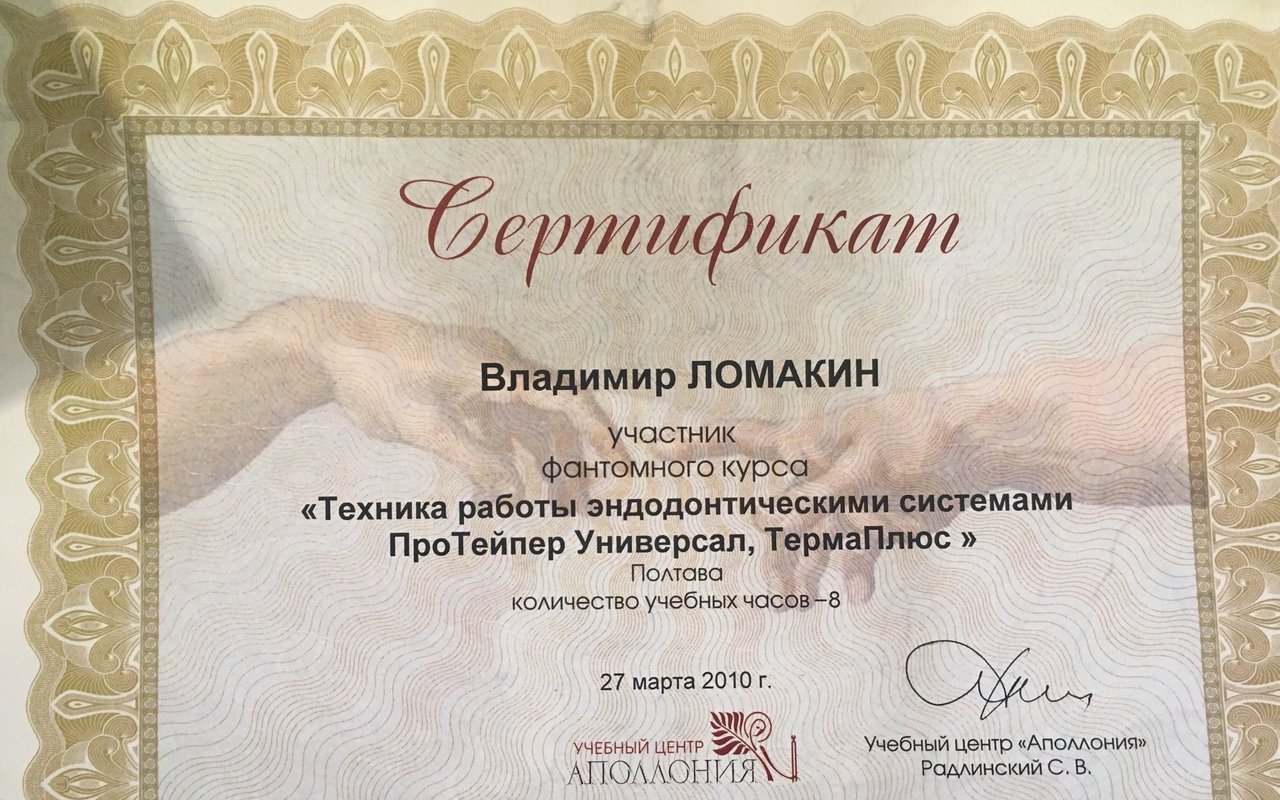 Сертификат
Владимир ЛОМАКИН
участник
фантомного курса
«Техника работы эндодонтическими системами
ПроТейпер Универсал, ТермаПлюс »
Полтава
количество учебных часов –8
27 марта 2010 г.
УЧЕБНЫЙ ЦЕНТР
АПОЛЛОНИЯ
Учебный центр «Аполлония»
Радлинский С. В.